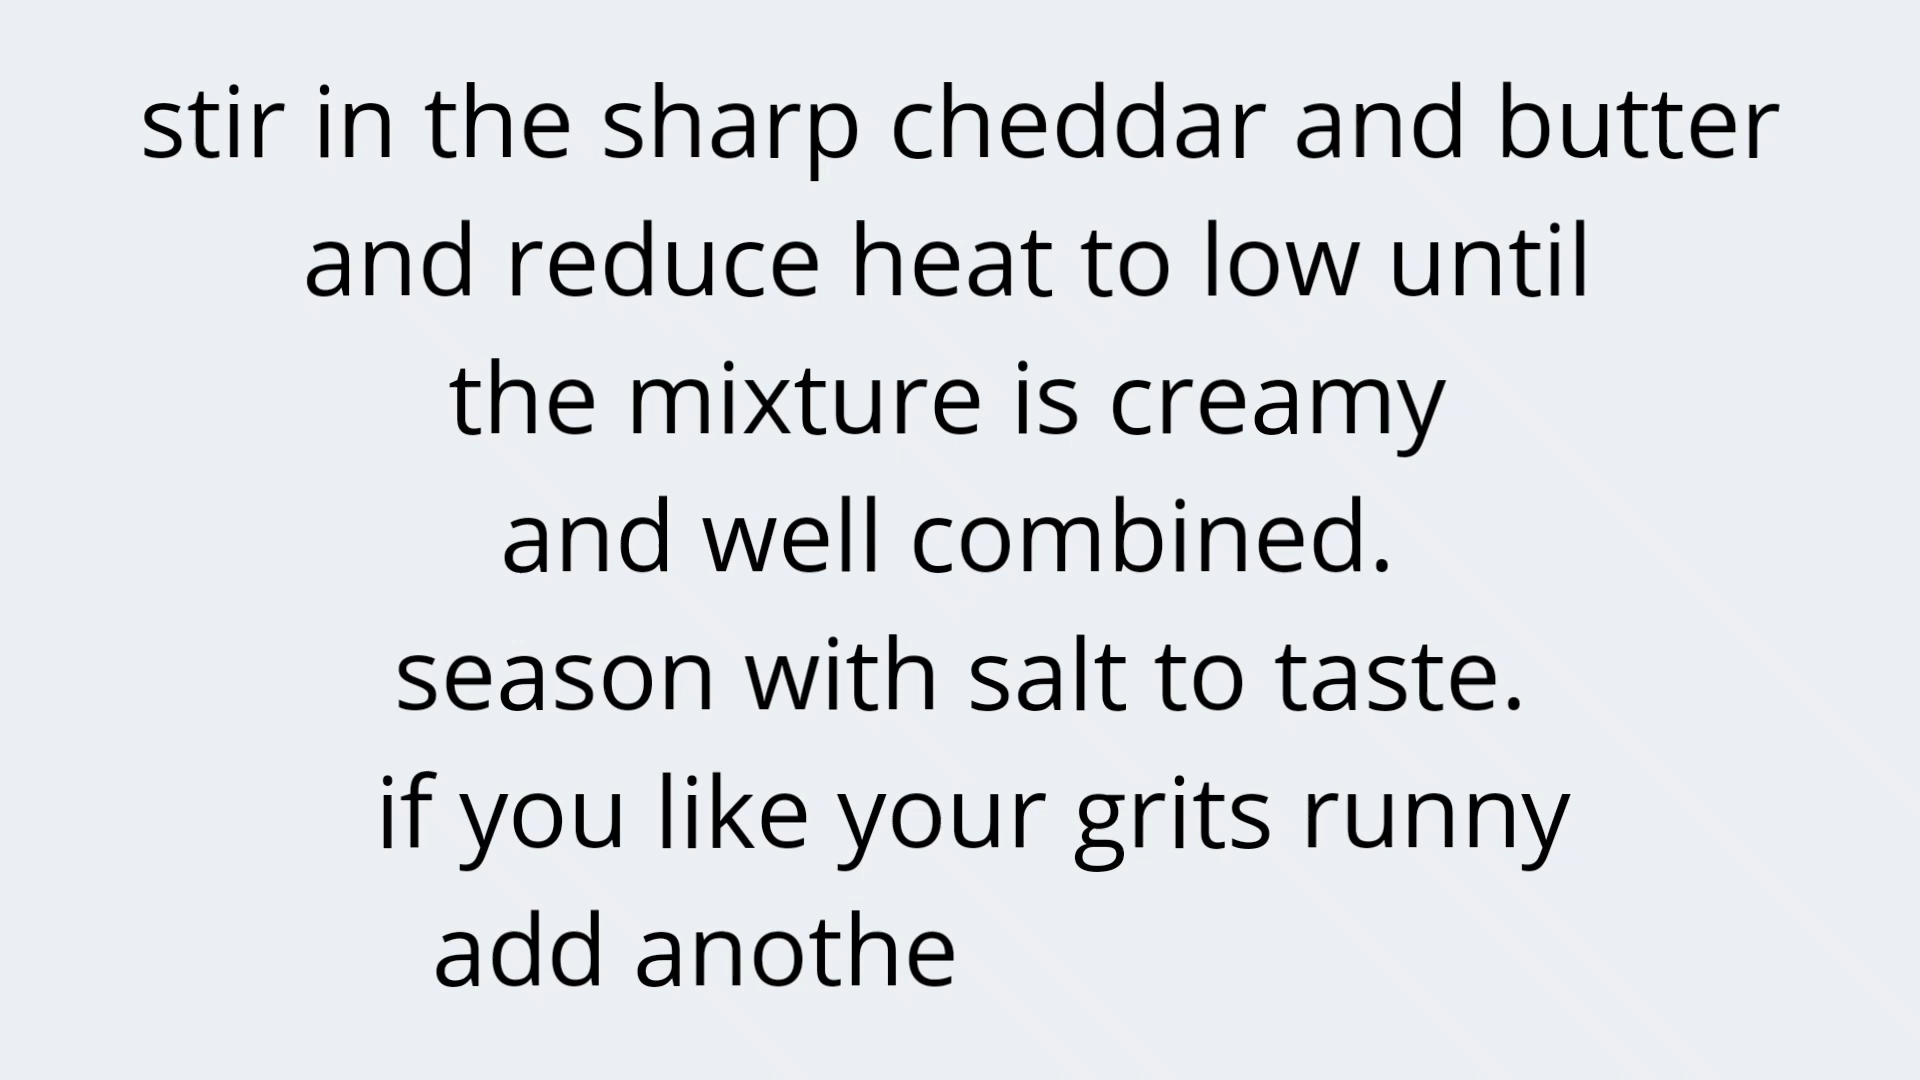 stir in the sharp cheddar and butter
and reduce heat to low until
the mixture is creamy
and well combined.
season with salt to taste.
if you like your grits runny
add anothe